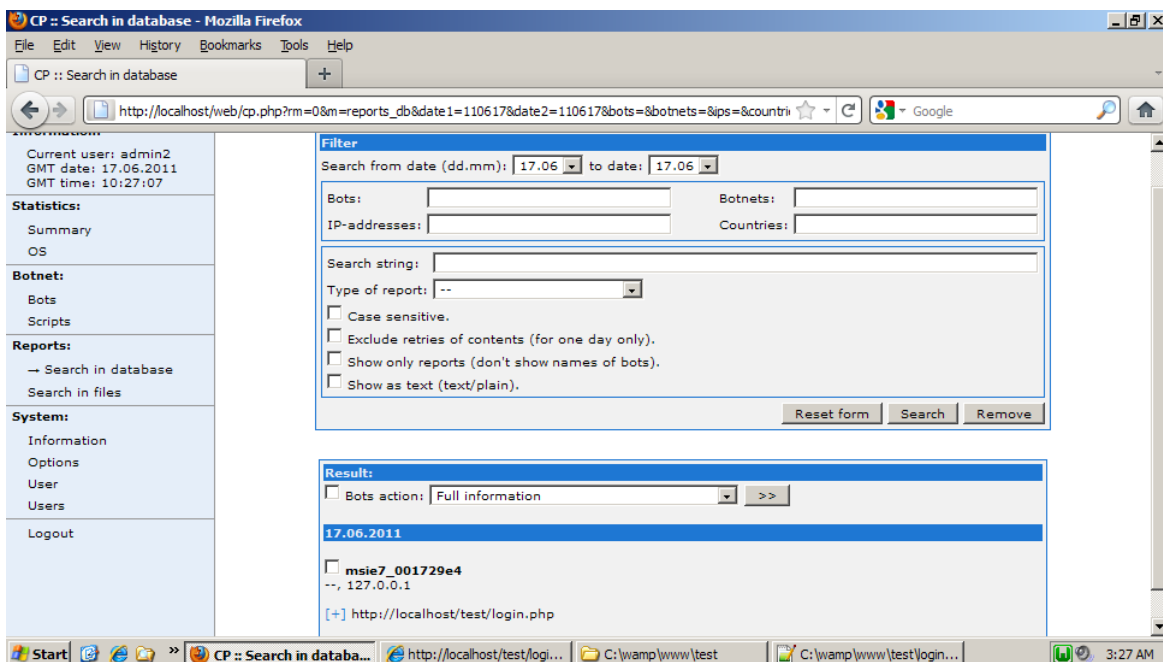 CP :: Search in database - Mozilla Firefox
File Edit View History Bookmarks Tools Help
CP :: Search in database
http://localhost/web/cp.php?rm=0&m=reports_db&date1=110617&date2=110617&bots=&botnets=&ips=&countri
Google
Information:
Current user: admin2
GMT date: 17.06.2011
GMT time: 10:27:07
Statistics:
Summary
OS
Botnet:
Bots
Scripts
Reports:
→ Search in database
Search in files
System:
Information
Options
User
Users
Logout
Filter
Search from date (dd.mm): 17.06 to date: 17.06
Bots: Botnets:
IP-addresses: Countries:
Search string:
Type of report: --
Case sensitive.
Exclude retries of contents (for one day only).
Show only reports (don't show names of bots).
Show as text (text/plain).
Reset form Search Remove
Result:
Bots action: Full information >>
17.06.2011
msie7_001729e4
--, 127.0.0.1
[+] http://localhost/test/login.php
Start » CP :: Search in databa... http://localhost/test/logi... C:\wamp\www\test C:\wamp\www\test\login... 3:27 AM